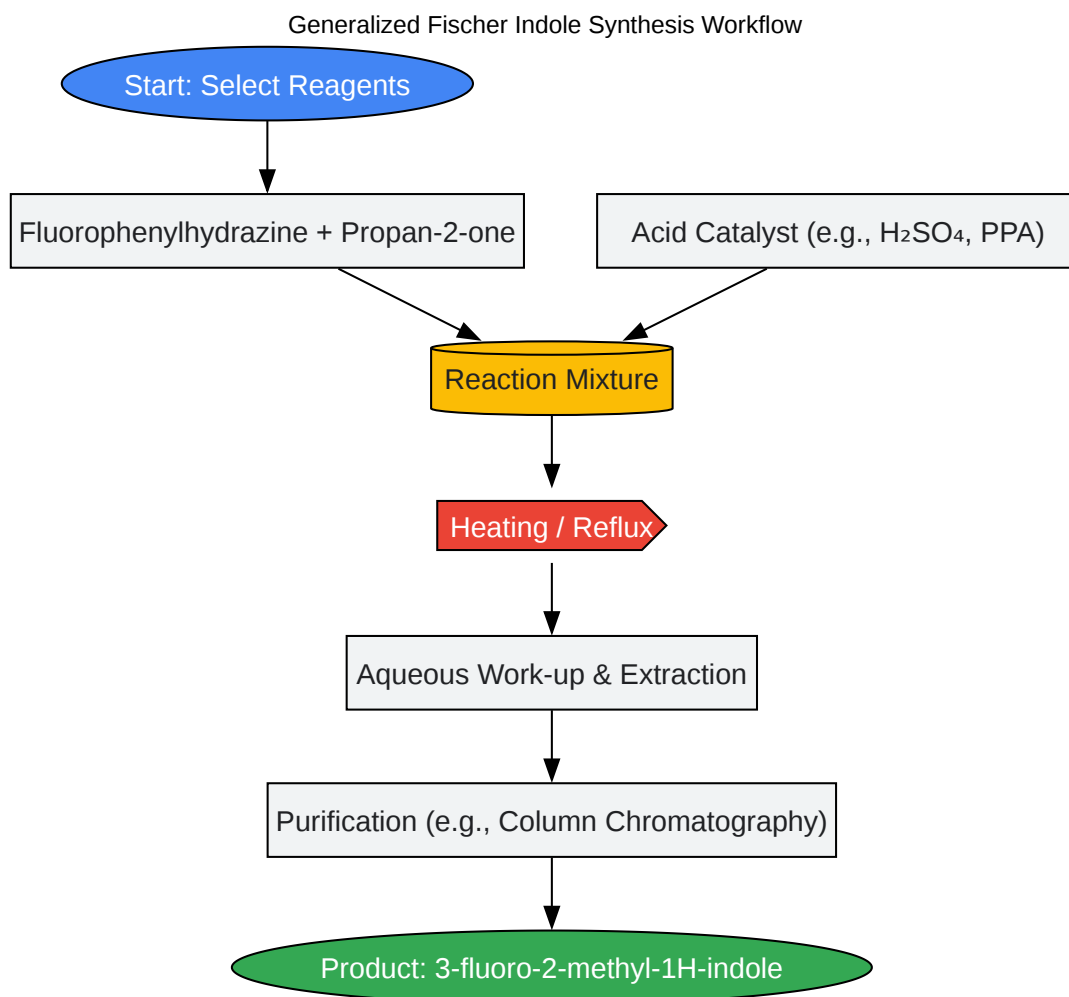 Generalized Fischer Indole Synthesis Workflow
Start: Select Reagents
Fluorophenylhydrazine + Propan-2-one
Acid Catalyst (e.g., H₂SO₄, PPA)
Reaction Mixture
Heating / Reflux
Aqueous Work-up & Extraction
Purification (e.g., Column Chromatography)
Product: 3-fluoro-2-methyl-1H-indole